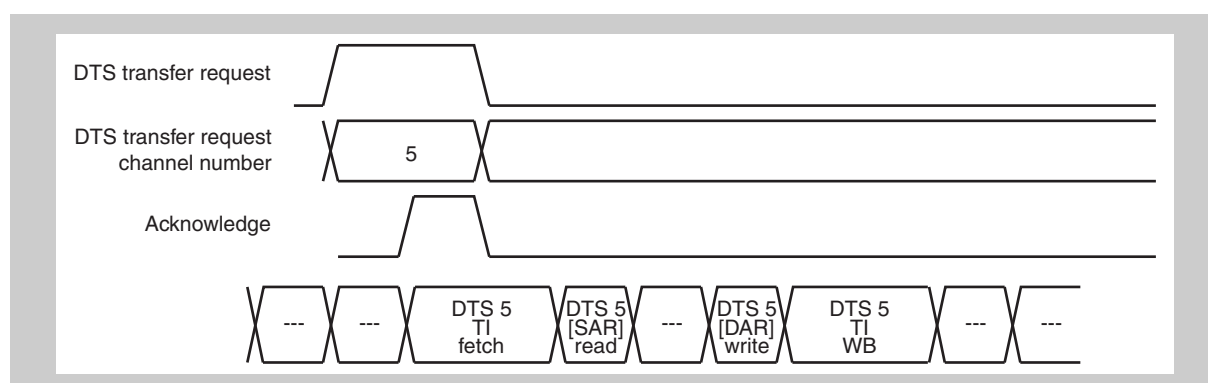 DTS transfer request
DTS transfer request
channel number
5
Acknowledge
---
---
DTS 5
TI
fetch
DTS 5
[SAR]
read
---
DTS 5
[DAR]
write
DTS 5
TI
WB
---
---